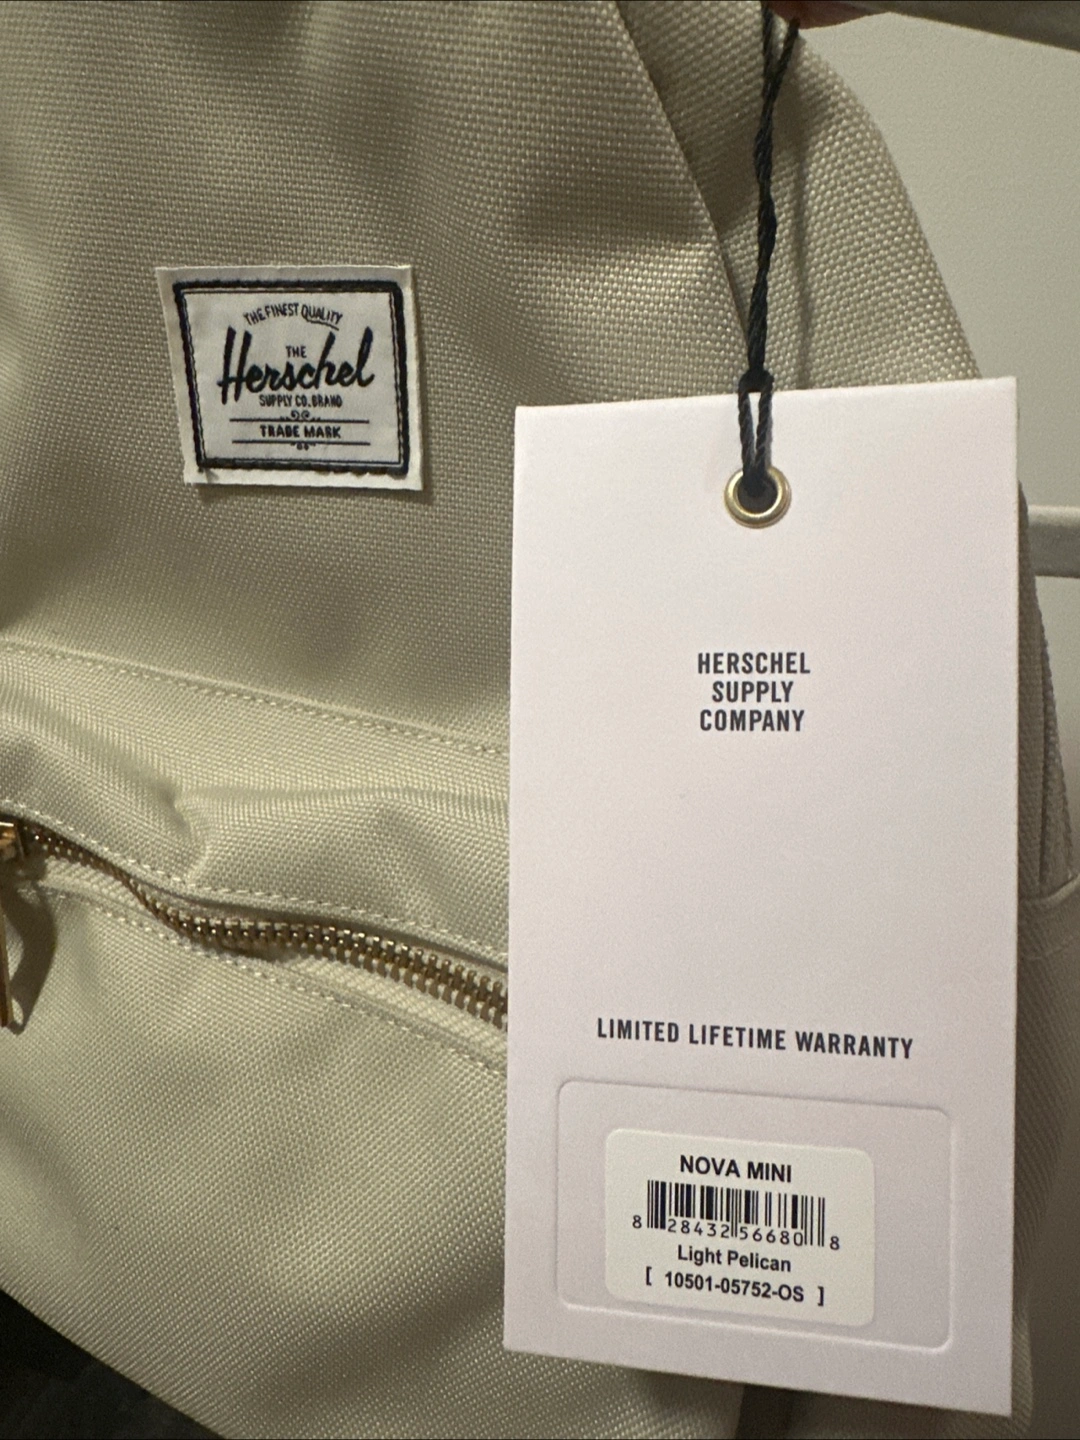 THE FINEST QUALITY
THE
Herschel
SUPPLY CO. BRAND
TRADE MARK
HERSCHEL
SUPPLY
COMPANY
LIMITED LIFETIME WARRANTY
NOVA MINI
8 28432 56680 8
Light Pelican
[ 10501-05752-OS ]